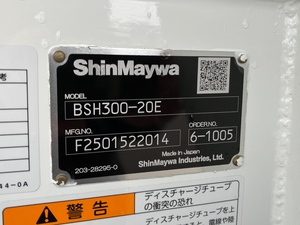 ShinMaywa
MODEL
BSH300-20E
MFG.NO.
ORDER.NO.
F2501522014
6-1005
Made in Japan
203-28295-0
ShinMaywa Industries, Ltd.
44-0A
警告
ディスチャージチューブ
の衝突の恐れ
ディスチャージチューブを上